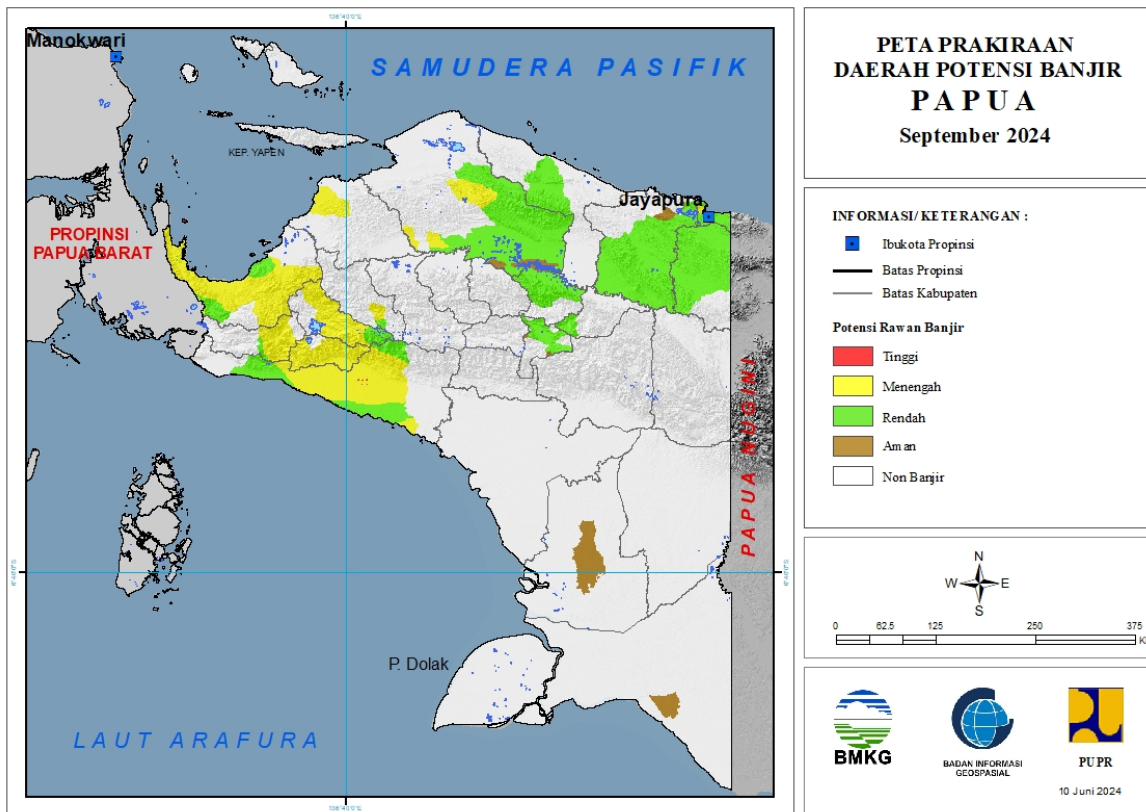 PETA PRAKIRAAN
DAERAH POTENSI BANJIR
PAPUA
September 2024
Manokwari
SAMUDERA PASIFIK
KEP. YAPEN
Jayapura
PROPINSI
PAPUA BARAT
PAPUA NUGINI
P. Dolak
LAUT ARAFURA
INFORMASI/ KETERANGAN :
Ibukota Propinsi
Batas Propinsi
Batas Kabupaten
Potensi Rawan Banjir
Tinggi
Menengah
Rendah
Aman
Non Banjir
N
W E
S
0 62.5 125 250 375
BMKG
BADAN INFORMASI
GEOSPASIAL
PUPR
10 Juni 2024